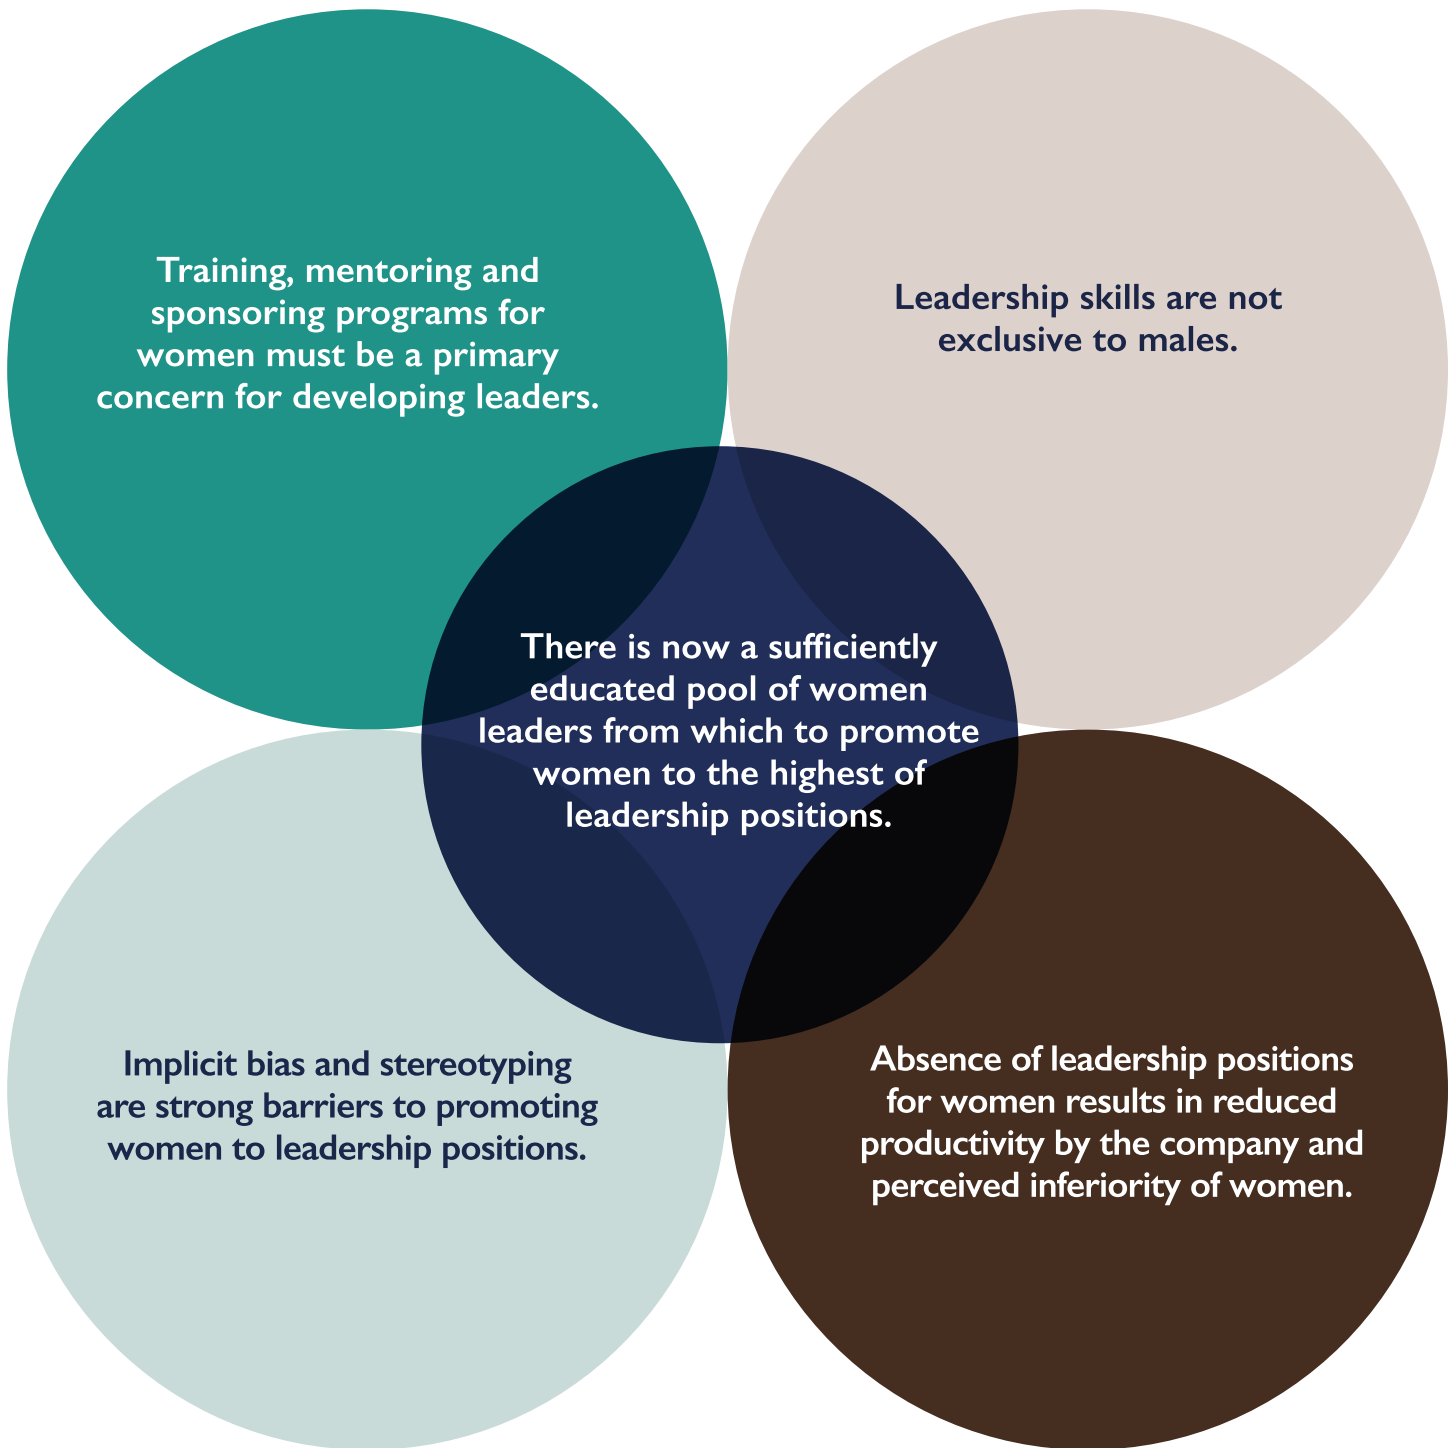 Training, mentoring and
sponsoring programs for
women must be a primary
concern for developing leaders.
Leadership skills are not
exclusive to males.
There is now a sufficiently
educated pool of women
leaders from which to promote
women to the highest of
leadership positions.
Implicit bias and stereotyping
are strong barriers to promoting
women to leadership positions.
Absence of leadership positions
for women results in reduced
productivity by the company and
perceived inferiority of women.